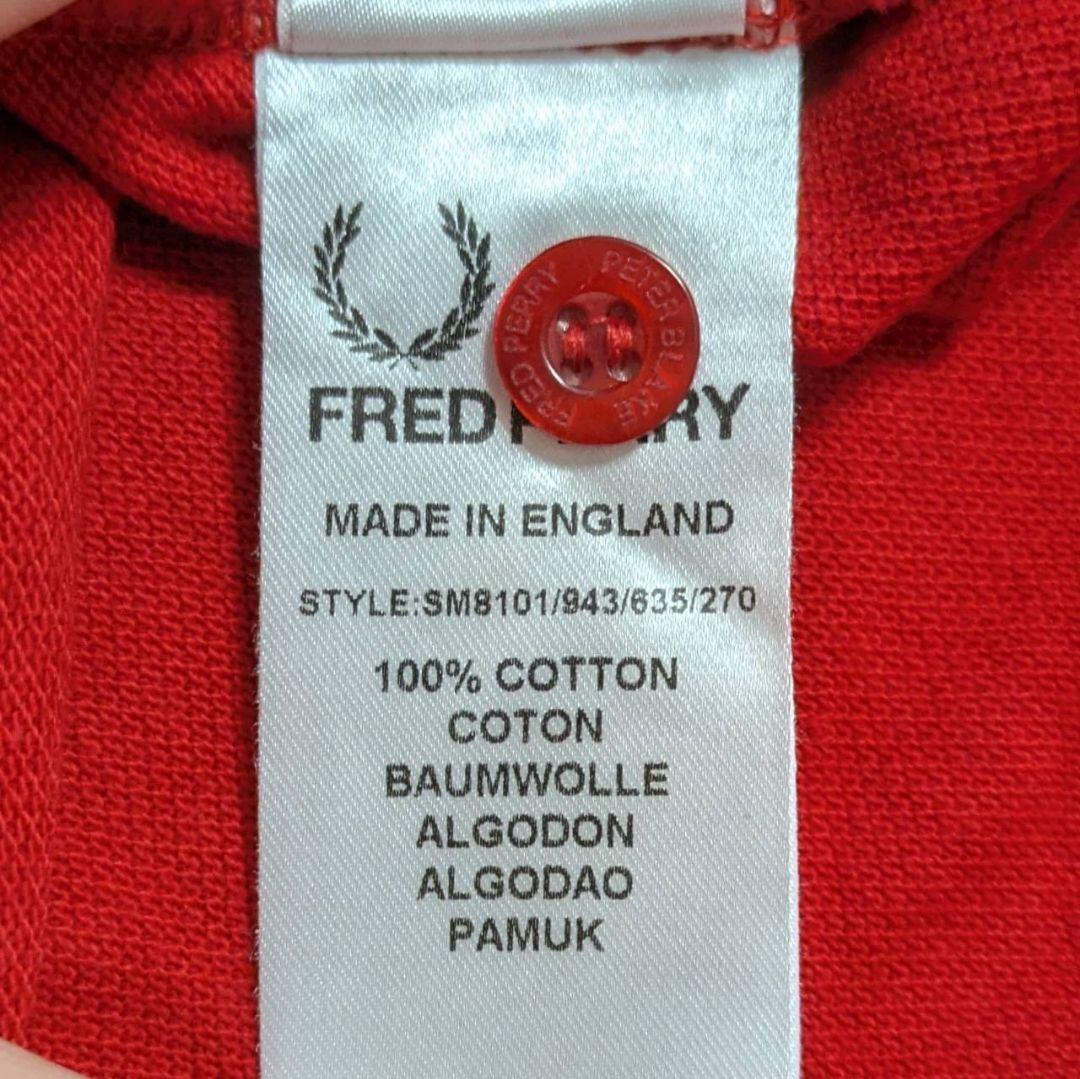 FRED PERRY
PETER BLAKE
FRED PERRY
MADE IN ENGLAND
STYLE:SM8101/943/635/270
100% COTTON
COTON
BAUMWOLLE
ALGODON
ALGODAO
PAMUK